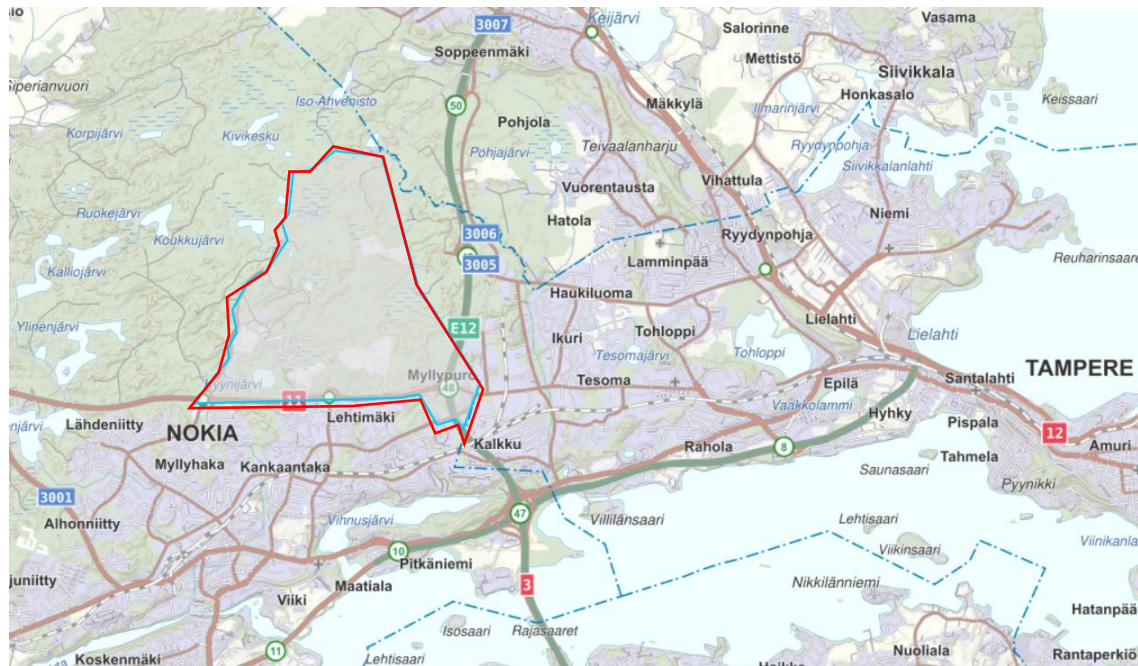 3007
Keijärvi
Salorinne
Vasama
Soppeenmäki
Mettistö
Siivikkala
Siperianvuori
Honkasalo
Keissaari
Iso-Ahvenisto
50
Mäkkylä
Ilmarinjärvi
Korpijärvi
Kivikesku
Pohjola
Pohjajärvi
Teivaalanharju
Ryydynpohja
Siivikkalanlahti
Vuorentausta
Vihattula
Ruokejärvi
Hatola
Niemi
Koukkujärvi
3006
Ryydynpohja
Kalliojärvi
3005
Lamminpää
Reuharinsaare
Haukiluoma
Lielahti
Ylinenjärvi
E12
Ikuri
Tohloppi
Lielahti
Tesomajärvi
Tohloppi
TAMPERE
Myllypuro
Kyynijärvi
48
Tesoma
Epilä
Santalahti
11
Vaakkolammi
Lähdeniitty
Lehtimäki
Hyhky
Pispala
NOKIA
Kalkku
Rahola
8
12
Amuri
Myllyhaka
Kankaantaka
Tahmela
Saunasaari
Pyynikki
3001
Alhonniitty
Vihnusjärvi
47
Villilänsaari
Lehtisaari
Viinikanla
10
Viikinsaari
juniitty
Pitkäniemi
Maatiala
3
Nikkilänniemi
Viiki
Hatanpää
Isosaari
Rajasaaret
11
Nuoliala
Koskenmäki
Lehtisaari
Rantaperkiö